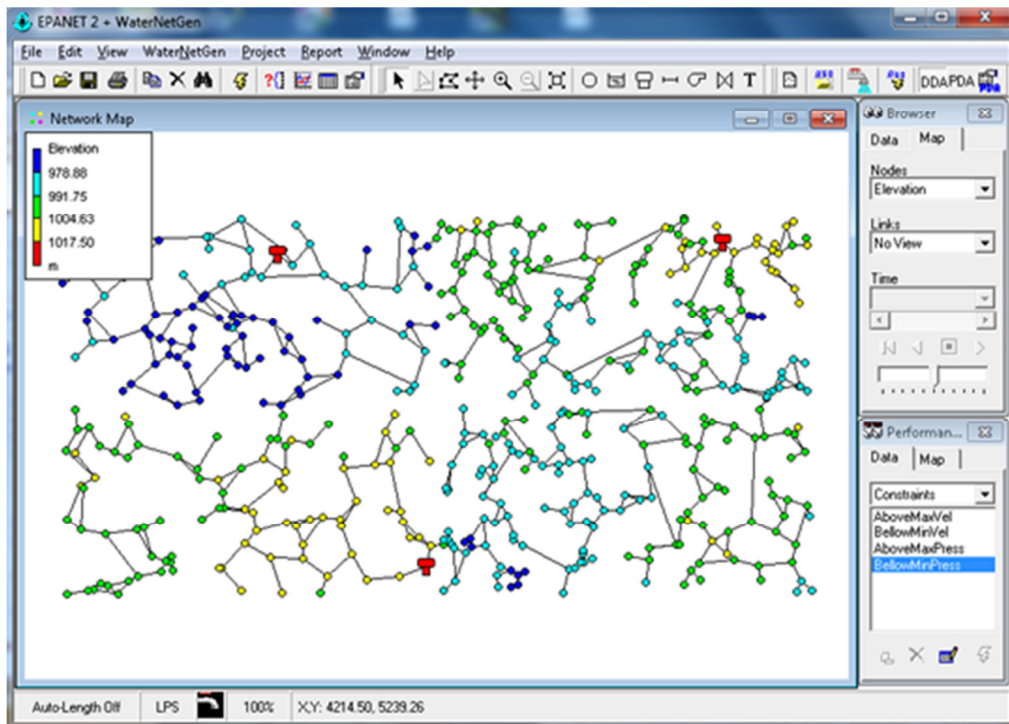 EPANET 2 + WaterNetGen
File Edit View WaterNetGen Project Report Window Help
T DDA PDA
Network Map
Elevation
978.88
991.75
1004.63
1017.50
m
Browser
Data Map
Nodes
Elevation
Links
No View
Time
Performan...
Data Map
Constraints
AboveMaxVel
BellowMinVel
AboveMaxPress
BellowMinPress
Auto-Length Off LPS 100% X,Y: 4214.50, 5239.26